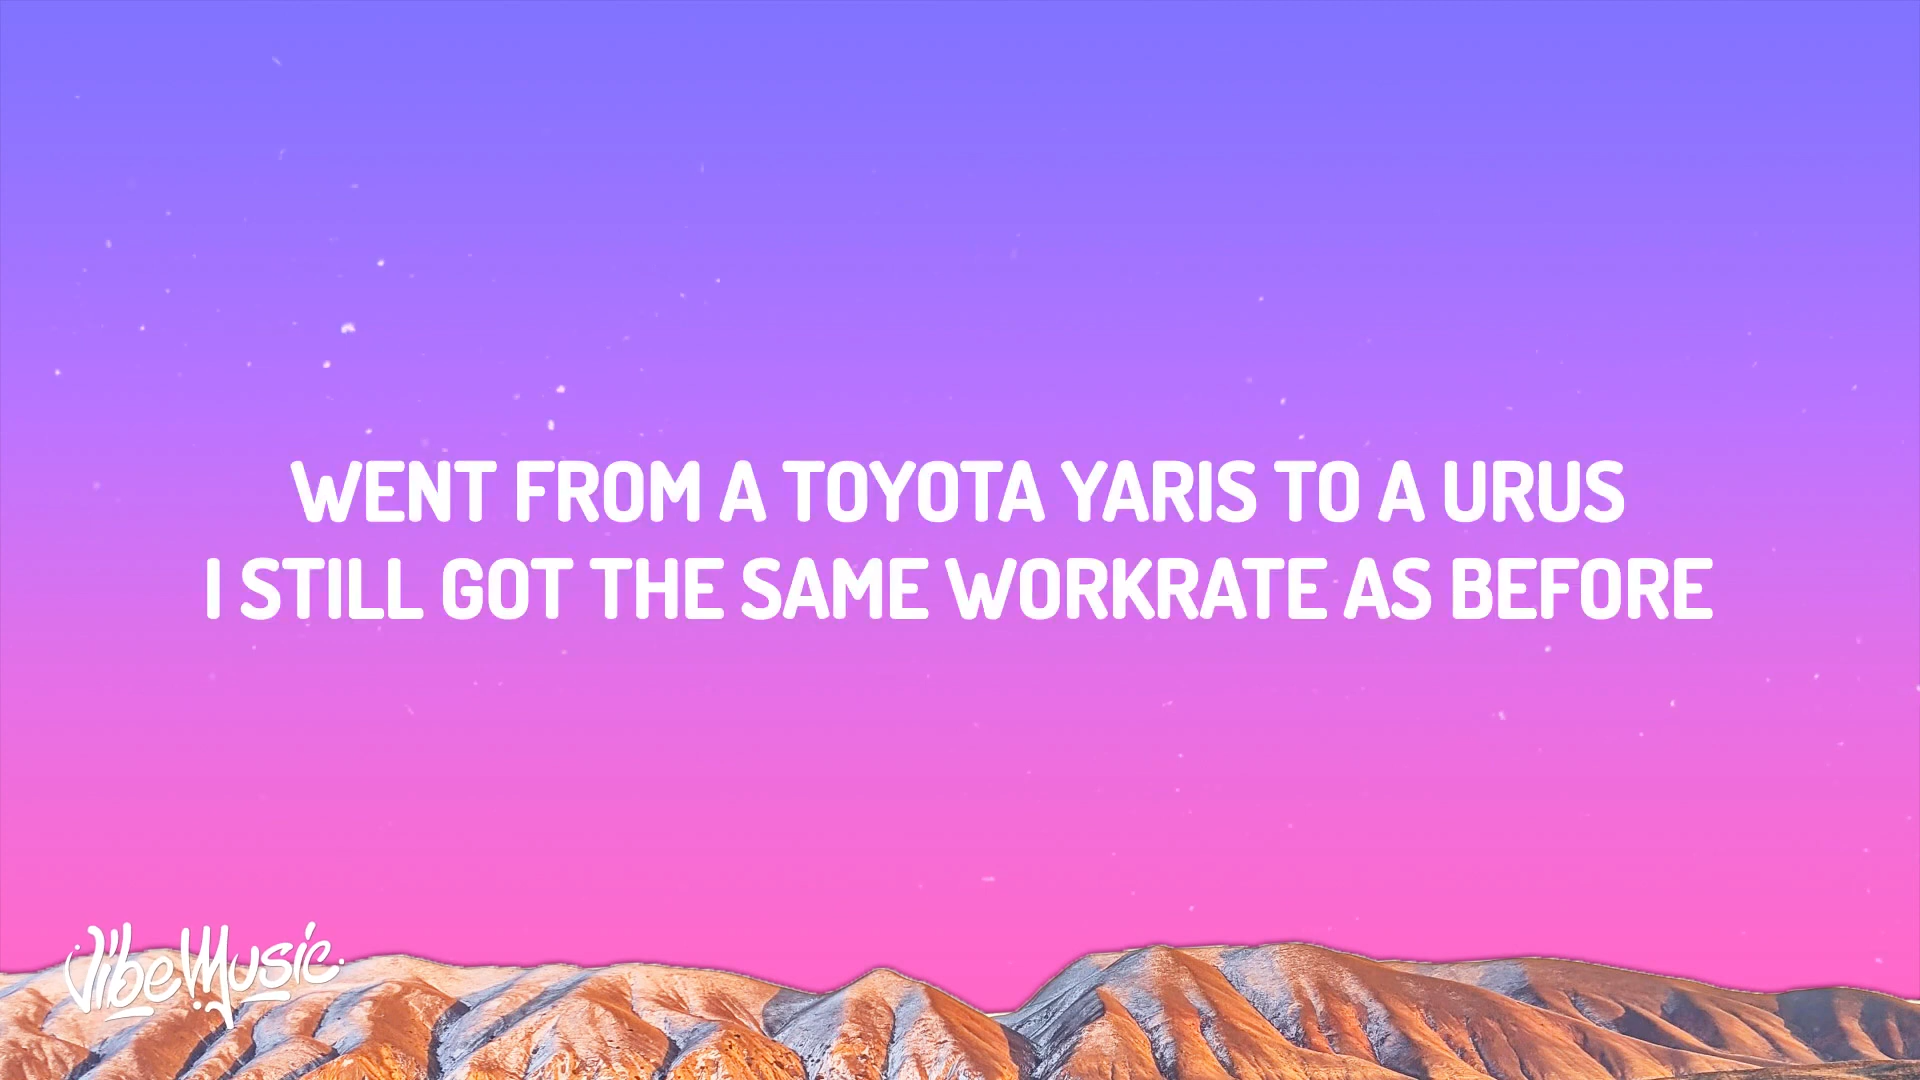 WENT FROM A TOYOTA YARIS TO A URUS
I STILL GOT THE SAME WORKRATE AS BEFORE
VibeMusic.